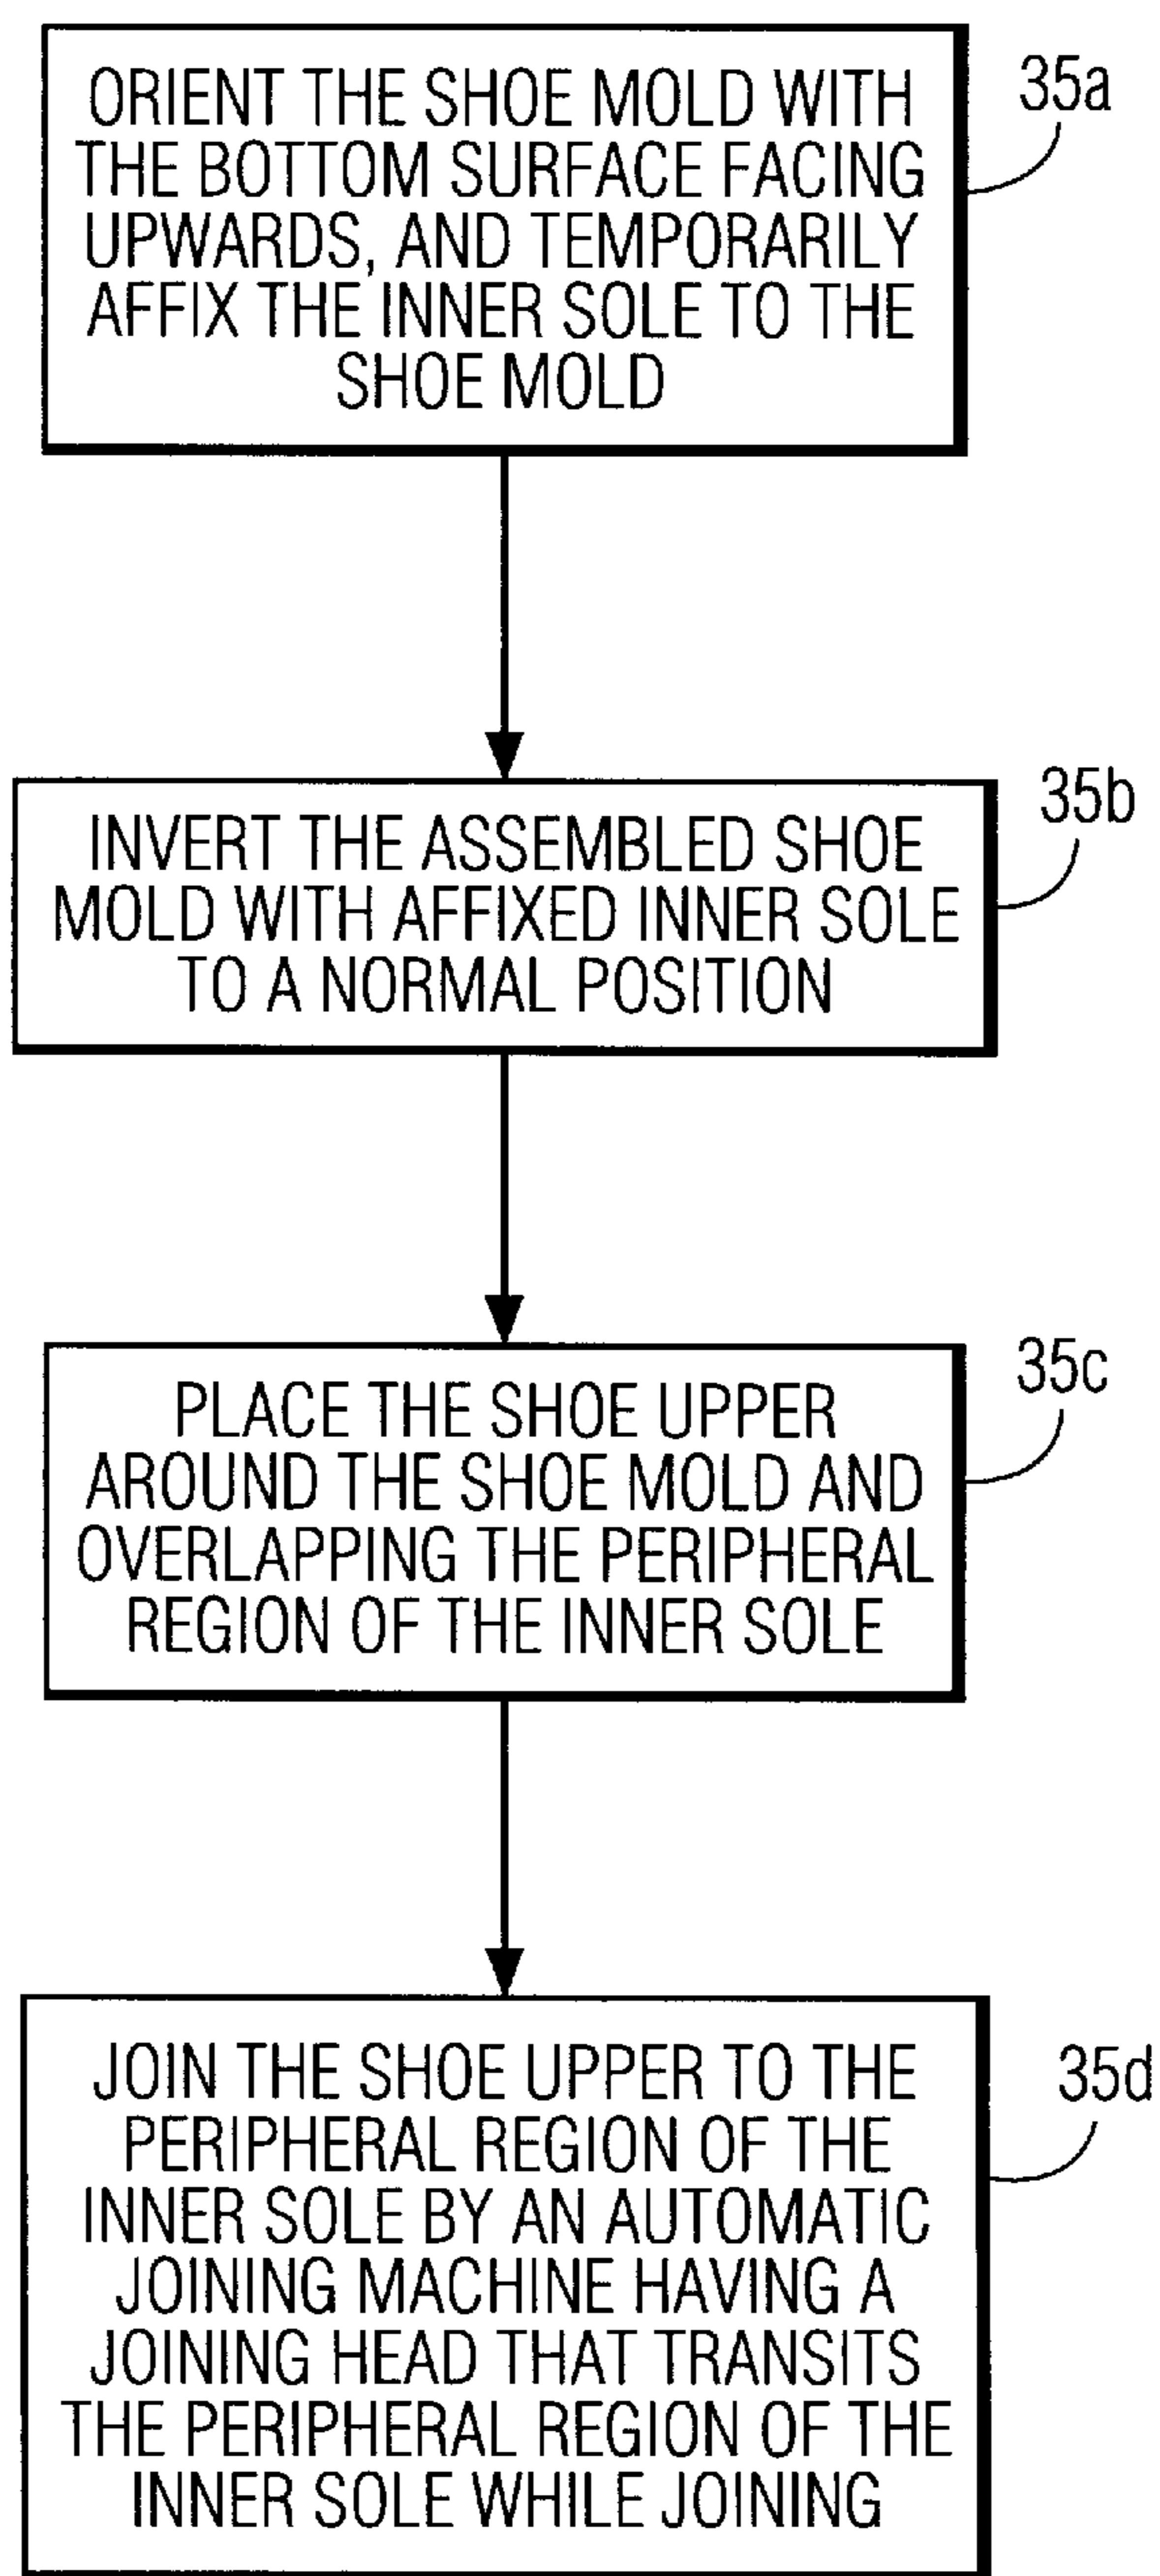 ORIENT THE SHOE MOLD WITH
THE BOTTOM SURFACE FACING
UPWARDS, AND TEMPORARILY
AFFIX THE INNER SOLE TO THE
SHOE MOLD
35a
INVERT THE ASSEMBLED SHOE
MOLD WITH AFFIXED INNER SOLE
TO A NORMAL POSITION
35b
PLACE THE SHOE UPPER
AROUND THE SHOE MOLD AND
OVERLAPPING THE PERIPHERAL
REGION OF THE INNER SOLE
35c
JOIN THE SHOE UPPER TO THE
PERIPHERAL REGION OF THE
INNER SOLE BY AN AUTOMATIC
JOINING MACHINE HAVING A
JOINING HEAD THAT TRANSITS
THE PERIPHERAL REGION OF THE
INNER SOLE WHILE JOINING
35d